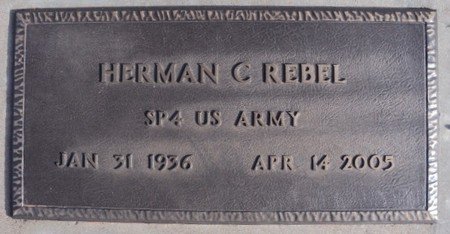 HERMAN C REBEL
SP4 US ARMY
JAN 31 1936 APR 14 2005